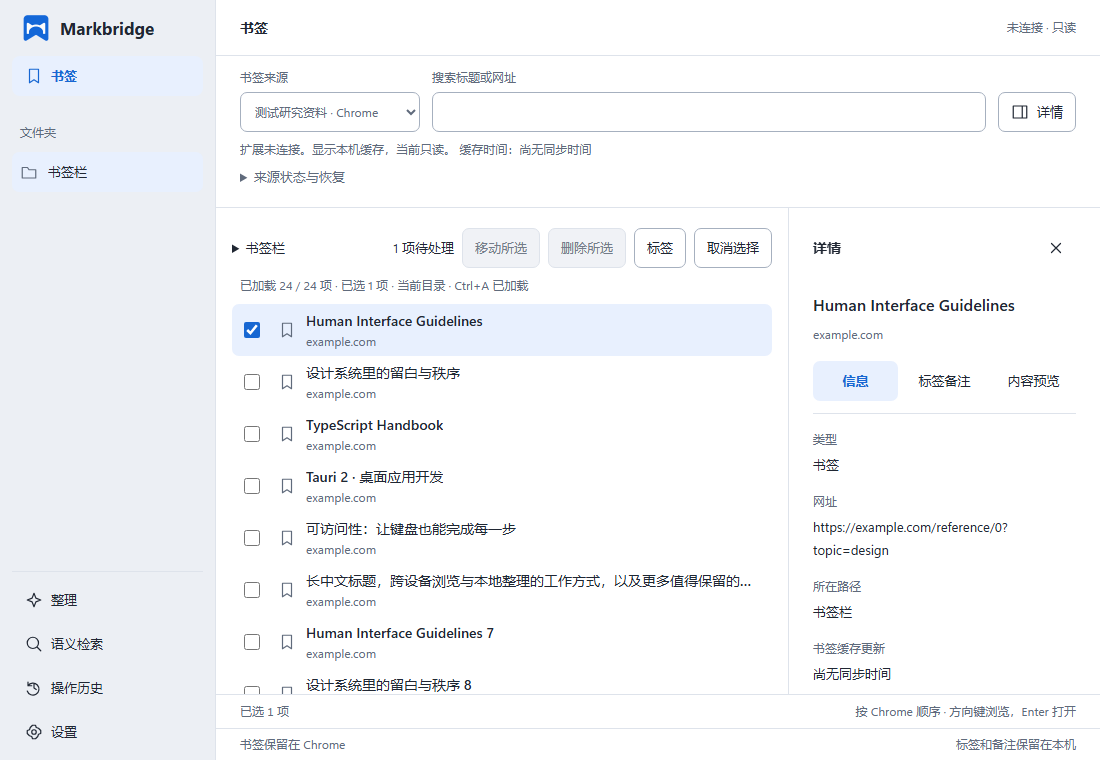 Markbridge
书签
文件夹
书签栏
整理
语义检索
操作历史
设置
书签
未连接 · 只读
书签来源
搜索标题或网址
测试研究资料 · Chrome
详情
扩展未连接。显示本机缓存，当前只读。 缓存时间：尚无同步时间
来源状态与恢复
书签栏
1 项待处理
移动所选
删除所选
标签
取消选择
已加载 24 / 24 项 · 已选 1 项 · 当前目录 · Ctrl+A 已加载
Human Interface Guidelines
example.com
设计系统里的留白与秩序
example.com
TypeScript Handbook
example.com
Tauri 2 · 桌面应用开发
example.com
可访问性：让键盘也能完成每一步
example.com
长中文标题，跨设备浏览与本地整理的工作方式，以及更多值得保留的...
example.com
Human Interface Guidelines 7
example.com
设计系统里的留白与秩序 8
详情
Human Interface Guidelines
example.com
信息
标签备注
内容预览
类型
书签
网址
https://example.com/reference/0?
topic=design
所在路径
书签栏
书签缓存更新
尚无同步时间
已选 1 项
按 Chrome 顺序 · 方向键浏览，Enter 打开
书签保留在 Chrome
标签和备注保留在本机